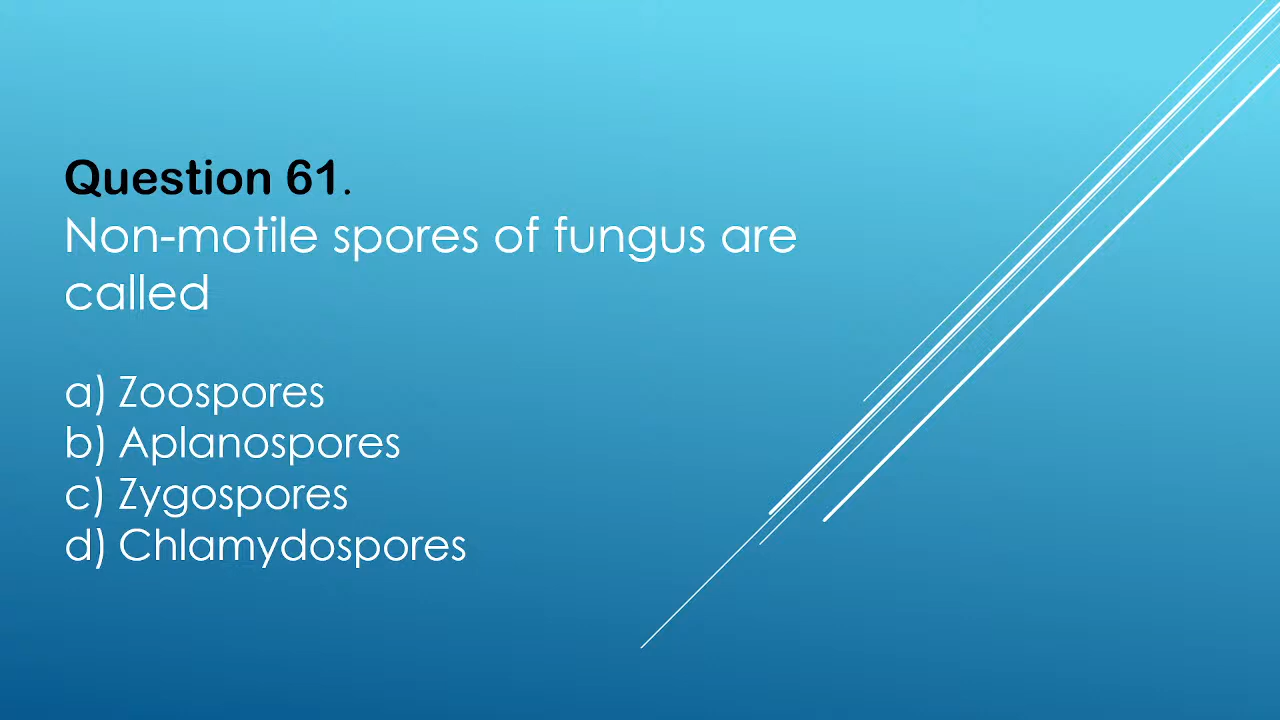 Question 61.
Non-motile spores of fungus are
called
a) Zoospores
b) Aplanospores
c) Zygospores
d) Chlamydospores